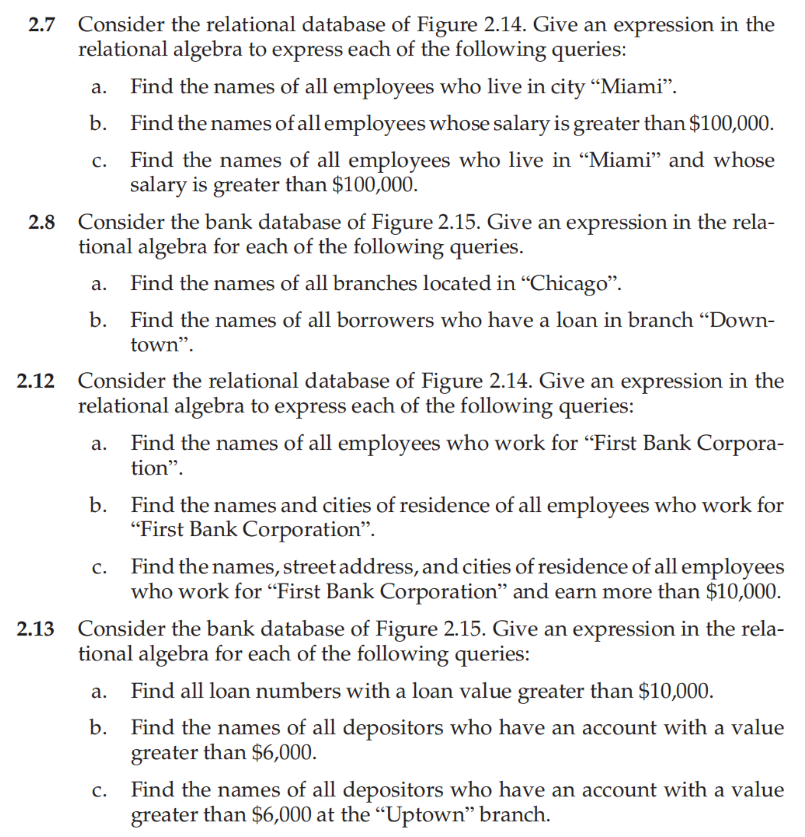 2.7 Consider the relational database of Figure 2.14. Give an expression in the
relational algebra to express each of the following queries:
a. Find the names of all employees who live in city “Miami”.
b. Find the names of all employees whose salary is greater than $100,000.
c. Find the names of all employees who live in “Miami” and whose
salary is greater than $100,000.
2.8 Consider the bank database of Figure 2.15. Give an expression in the rela-
tional algebra for each of the following queries.
a. Find the names of all branches located in “Chicago”.
b. Find the names of all borrowers who have a loan in branch “Down-
town”.
2.12 Consider the relational database of Figure 2.14. Give an expression in the
relational algebra to express each of the following queries:
a. Find the names of all employees who work for “First Bank Corpora-
tion”.
b. Find the names and cities of residence of all employees who work for
“First Bank Corporation”.
c. Find the names, street address, and cities of residence of all employees
who work for “First Bank Corporation” and earn more than $10,000.
2.13 Consider the bank database of Figure 2.15. Give an expression in the rela-
tional algebra for each of the following queries:
a. Find all loan numbers with a loan value greater than $10,000.
b. Find the names of all depositors who have an account with a value
greater than $6,000.
c. Find the names of all depositors who have an account with a value
greater than $6,000 at the “Uptown” branch.